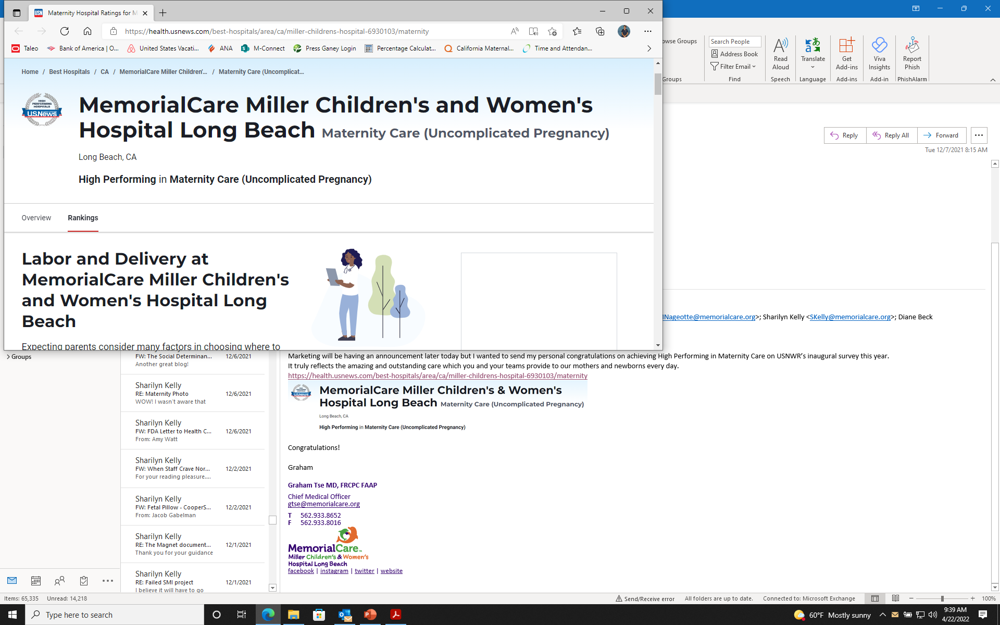 Maternity Hospital Ratings for M
https://health.usnews.com/best-hospitals/area/ca/miller-childrens-hospital-6930103/maternity
Taleo Bank of America | O... United States Vacati... ANA M-Connect Press Ganey Login Percentage Calculat... California Maternal... Time and Attendan...
Home / Best Hospitals / CA / MemorialCare Miller Children'... / Maternity Care (Uncomplicat...
HIGH PERFORMING HOSPITALS
U.S.News
MemorialCare Miller Children's and Women's
Hospital Long Beach Maternity Care (Uncomplicated Pregnancy)
Long Beach, CA
High Performing in Maternity Care (Uncomplicated Pregnancy)
Overview Rankings
Labor and Delivery at
MemorialCare Miller Children's
and Women's Hospital Long
Beach
Expecting parents consider many factors in choosing where to
owse Groups
Groups
Search People
Address Book
Filter Email
Find
Read
Aloud
Speech
Translate
Language
Get
Add-ins
Add-ins
Viva
Insights
Add-in
Report
Phish
PhishAlarm
Reply Reply All Forward
Tue 12/7/2021 8:15 AM
Nageotte@memorialcare.org>; Sharilyn Kelly <SKelly@memorialcare.org>; Diane Beck
Groups
FW: The Social Determinan... 12/6/2021
Another great blog!
Sharilyn Kelly
RE: Maternity Photo 12/6/2021
WOW! I wasn't aware that
Sharilyn Kelly
FW: FDA Letter to Health C... 12/6/2021
From: Amy Watt
Sharilyn Kelly
FW: When Staff Crave Nor... 12/2/2021
For your reading pleasure....
Sharilyn Kelly
FW: Fetal Pillow - CooperS... 12/2/2021
From: Jacob Gabelman
Sharilyn Kelly
RE: The Magnet document... 12/1/2021
Thank you for your guidance
Sharilyn Kelly
RE: Failed SMI project 12/1/2021
I believe it will have to go
Marketing will be having an announcement later today but I wanted to send my personal congratulations on achieving High Performing in Maternity Care on USNWR's inaugural survey this year.
It truly reflects the amazing and outstanding care which you and your teams provide to our mothers and newborns every day.
https://health.usnews.com/best-hospitals/area/ca/miller-childrens-hospital-6930103/maternity
U.S.News
MemorialCare Miller Children's & Women's
Hospital Long Beach Maternity Care (Uncomplicated Pregnancy)
Long Beach, CA
High Performing in Maternity Care (Uncomplicated Pregnancy)
Congratulations!
Graham
Graham Tse MD, FRCPC FAAP
Chief Medical Officer
gtse@memorialcare.org
T 562.933.8652
F 562.933.8016
MemorialCare™
Miller Children's & Women's
Hospital Long Beach
facebook | instagram | twitter | website
Items: 65,335 Unread: 14,218 Send/Receive error All folders are up to date. Connected to: Microsoft Exchange 100%
Type here to search
60°F Mostly sunny
9:39 AM
4/22/2022